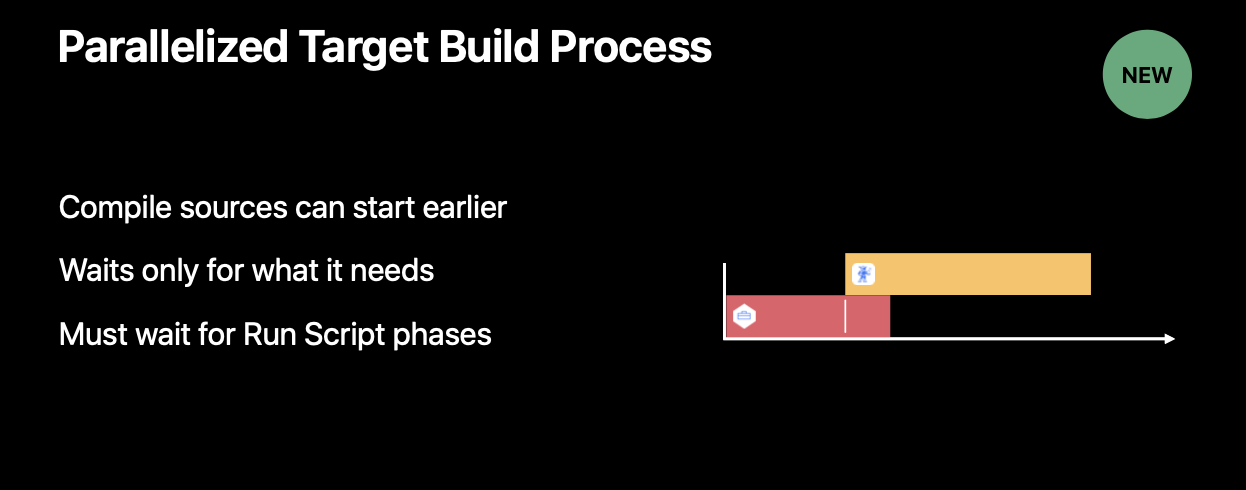 Parallelized Target Build Process
NEW
Compile sources can start earlier
Waits only for what it needs
Must wait for Run Script phases